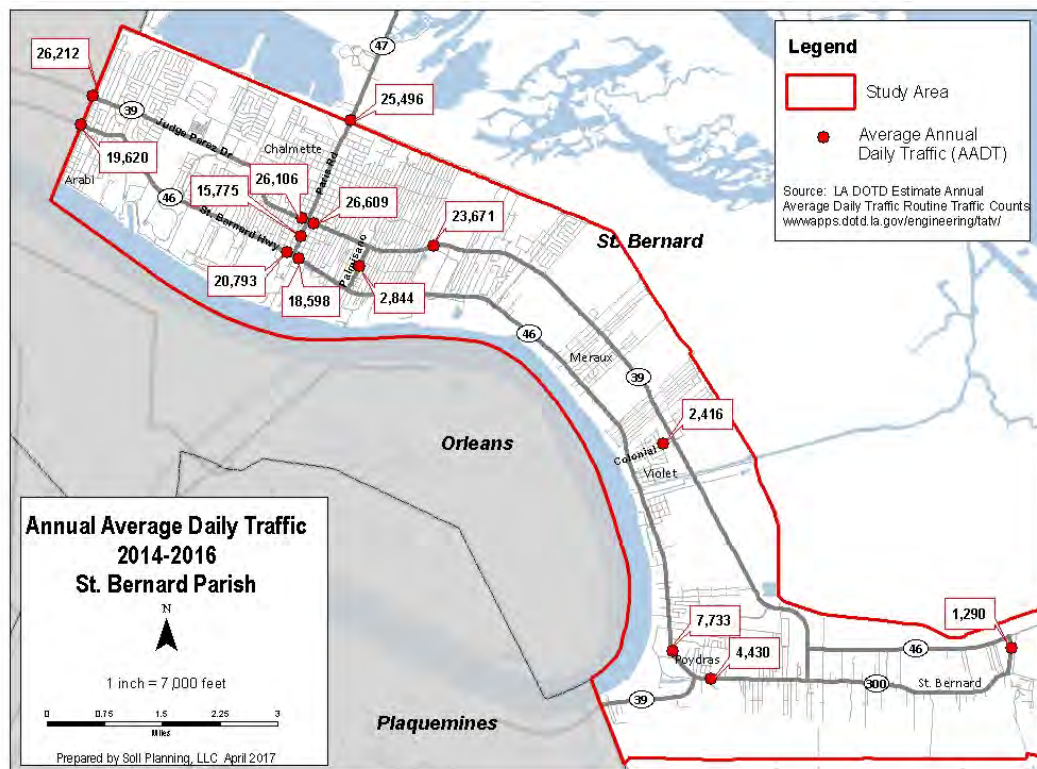 26,212
47
25,496
39
Judge Perez Dr
Chalmette
Paris Rd
19,620
Arabi
46
St. Bernard Hwy
15,775
26,106
26,609
23,671
20,793
18,598
Palmisano
2,844
St. Bernard
46
Meraux
39
2,416
Colonial
Violet
Orleans
7,733
Poydras
4,430
1,290
46
300
St. Bernard
39
Plaquemines
Legend
Study Area
Average Annual
Daily Traffic (AADT)
Source: LA DOTD Estimate Annual
Average Daily Traffic Routine Traffic Counts
wwwapps.dotd.la.gov/engineering/tatv/
Annual Average Daily Traffic
2014-2016
St. Bernard Parish
N
1 inch = 7,000 feet
0 0.75 1.5 2.25 3
Miles
Prepared by Soll Planning, LLC April 2017